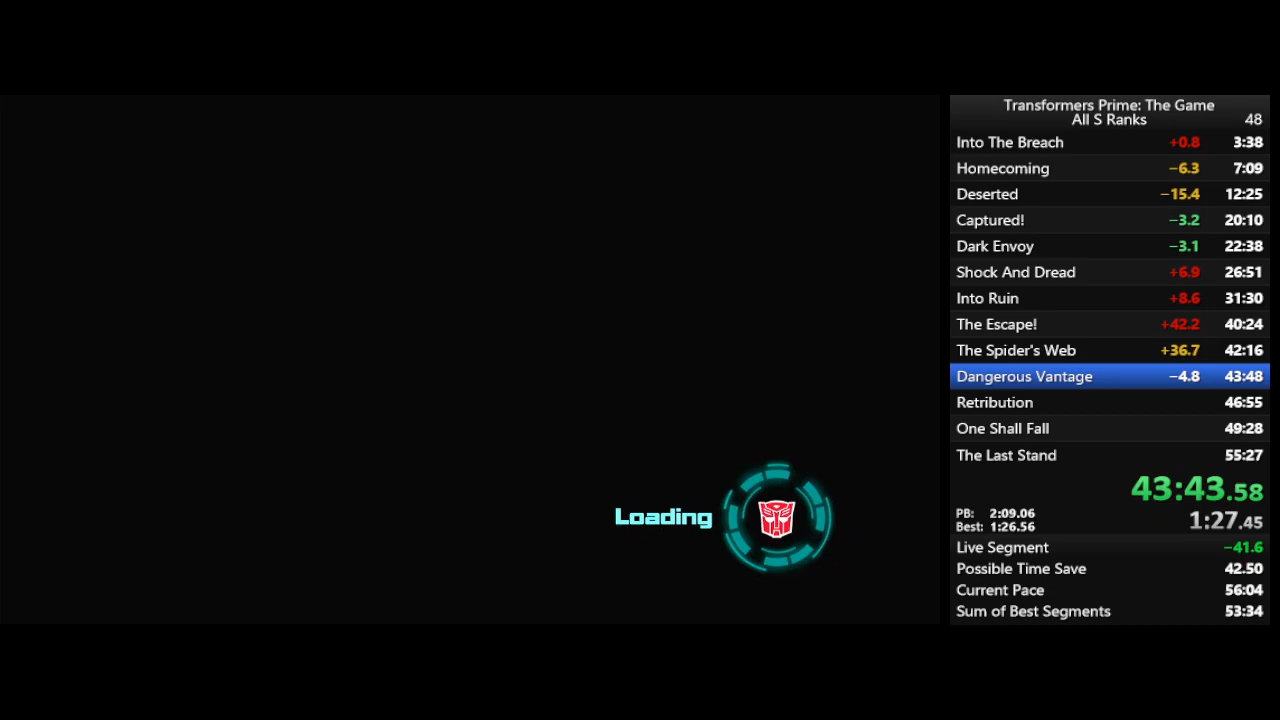 Transformers Prime: The Game
All S Ranks 48
Into The Breach +0.8 3:38
Homecoming −6.3 7:09
Deserted −15.4 12:25
Captured! −3.2 20:10
Dark Envoy −3.1 22:38
Shock And Dread +6.9 26:51
Into Ruin +8.6 31:30
The Escape! +42.2 40:24
The Spider's Web +36.7 42:16
Dangerous Vantage −4.8 43:48
Retribution 46:55
One Shall Fall 49:28
The Last Stand 55:27
43:43.58
PB: 2:09.06
Best: 1:26.56
1:27.45
Live Segment −41.6
Possible Time Save 42.50
Current Pace 56:04
Sum of Best Segments 53:34
Loading